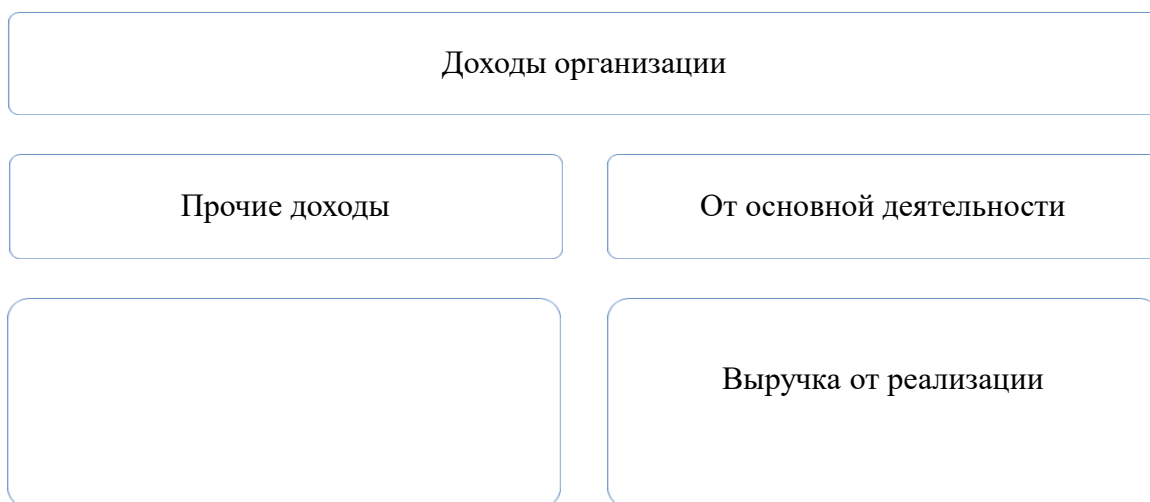 Доходы организации
Прочие доходы
От основной деятельности
Выручка от реализации